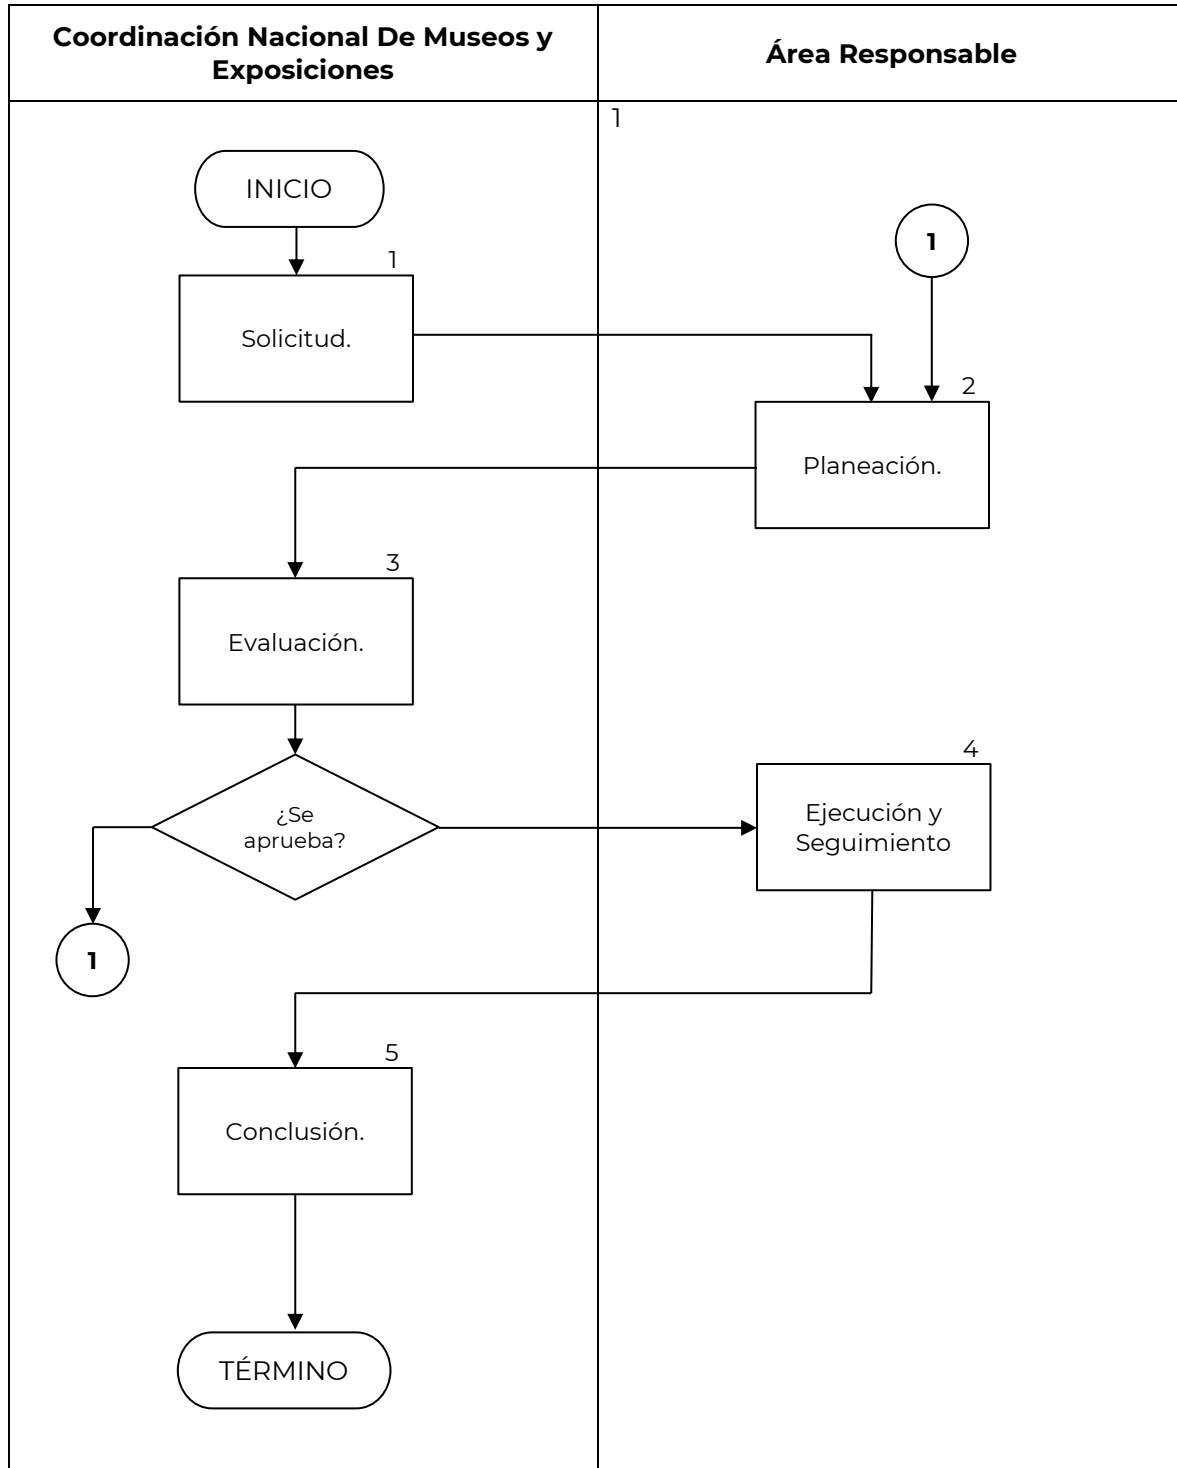 Coordinación Nacional De Museos y
Exposiciones
Área Responsable
1
INICIO
1
1
Solicitud.
2
Planeación.
3
Evaluación.
4
¿Se
aprueba?
Ejecución y
Seguimiento
1
5
Conclusión.
TÉRMINO